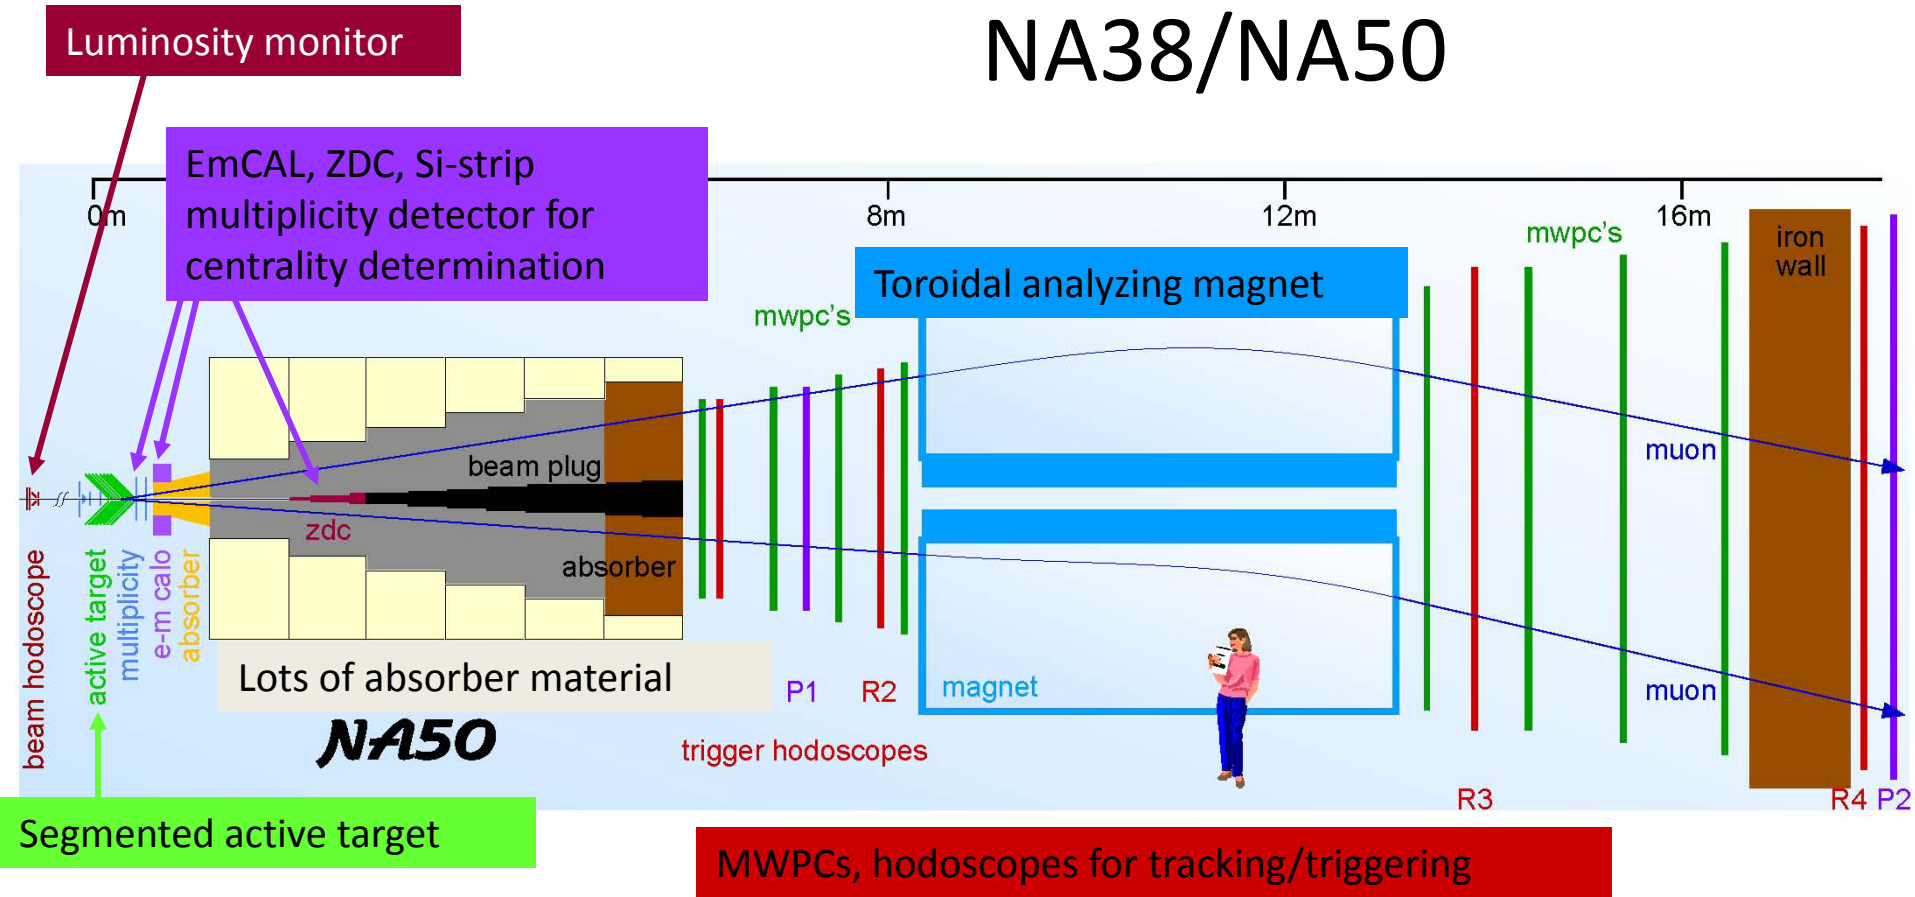 NA38/NA50
Luminosity monitor
EmCAL, ZDC, Si-strip
multiplicity detector for
centrality determination
0m
8m
12m
16m
mwpc's
iron
wall
Toroidal analyzing magnet
mwpc's
muon
beam plug
zdc
absorber
beam hodoscope
active target
multiplicity
e-m calo
absorber
Lots of absorber material
P1
R2
magnet
muon
NA50
trigger hodoscopes
R3
R4
P2
Segmented active target
MWPCs, hodoscopes for tracking/triggering